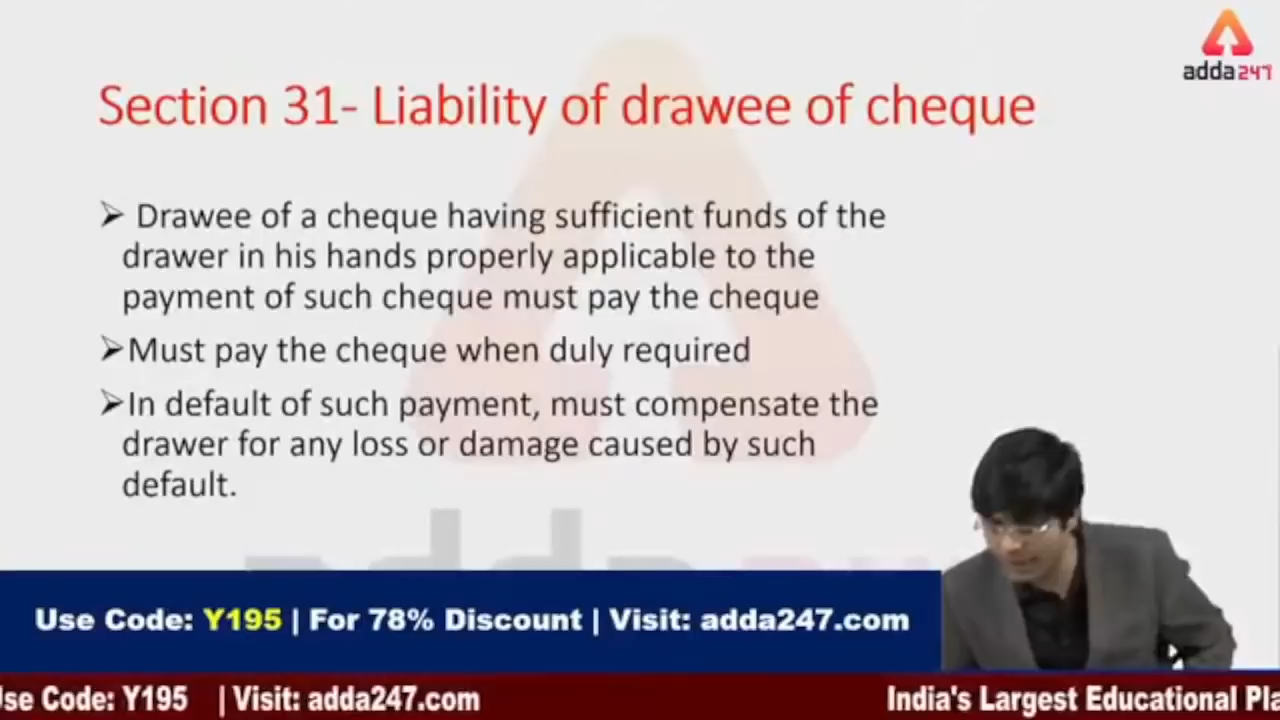 adda247
Section 31- Liability of drawee of cheque
➤ Drawee of a cheque having sufficient funds of the
drawer in his hands properly applicable to the
payment of such cheque must pay the cheque
➤Must pay the cheque when duly required
➤In default of such payment, must compensate the
drawer for any loss or damage caused by such
default.
Use Code: Y195 | For 78% Discount | Visit: adda247.com
Use Code: Y195 | Visit: adda247.com
India's Largest Educational